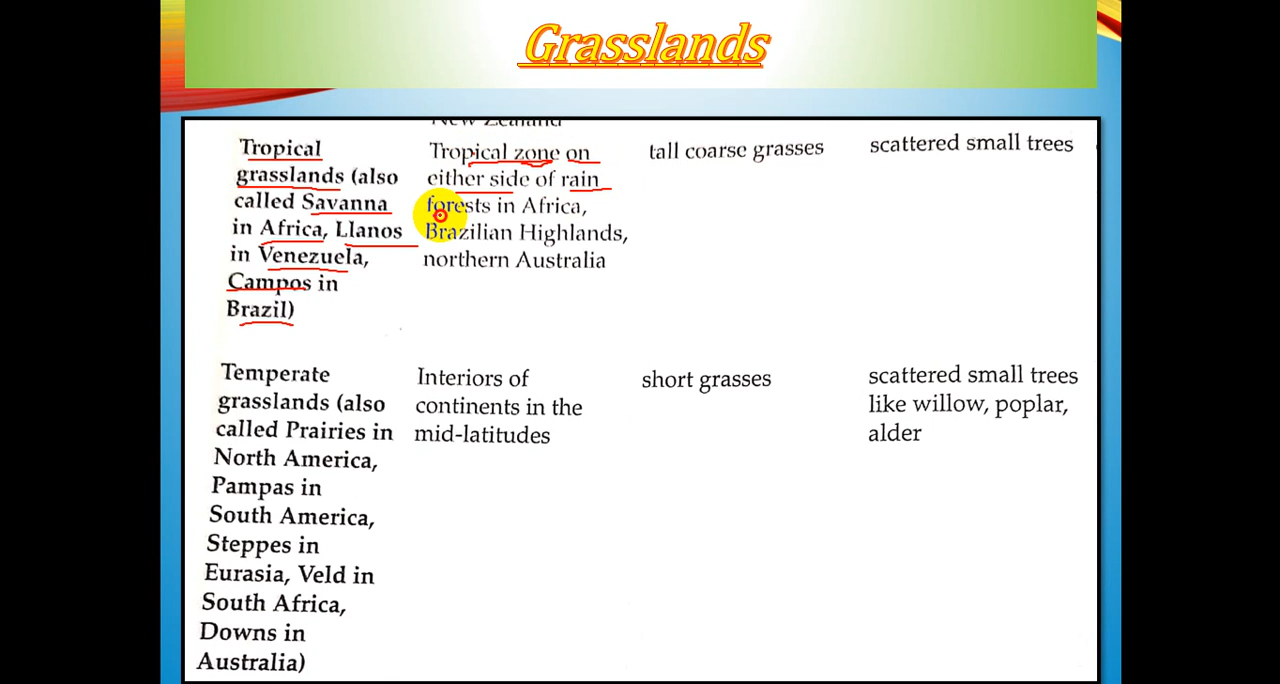 Grasslands
New Zealand
Tropical
grasslands (also
called Savanna
in Africa, Llanos
in Venezuela,
Campos in
Brazil)
Tropical zone on
either side of rain
forests in Africa,
Brazilian Highlands,
northern Australia
tall coarse grasses
scattered small trees
Temperate
grasslands (also
called Prairies in
North America,
Pampas in
South America,
Steppes in
Eurasia, Veld in
South Africa,
Downs in
Australia)
Interiors of
continents in the
mid-latitudes
short grasses
scattered small trees
like willow, poplar,
alder